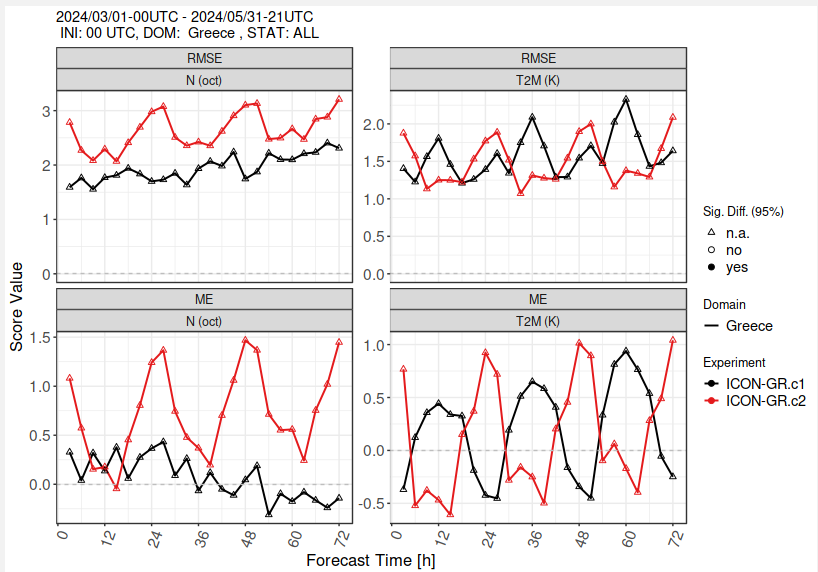 2024/03/01-00UTC - 2024/05/31-21UTC
INI: 00 UTC, DOM:  Greece , STAT: ALL
RMSE
N (oct)
3
2
1
0
RMSE
T2M (K)
2.0
1.5
1.0
0.5
0.0
ME
N (oct)
1.5
1.0
0.5
0.0
0
12
24
36
48
60
72
ME
T2M (K)
1.0
0.5
0.0
-0.5
0
12
24
36
48
60
72
Score Value
Forecast Time [h]
Sig. Diff. (95%)
n.a.
no
yes
Domain
Greece
Experiment
ICON-GR.c1
ICON-GR.c2